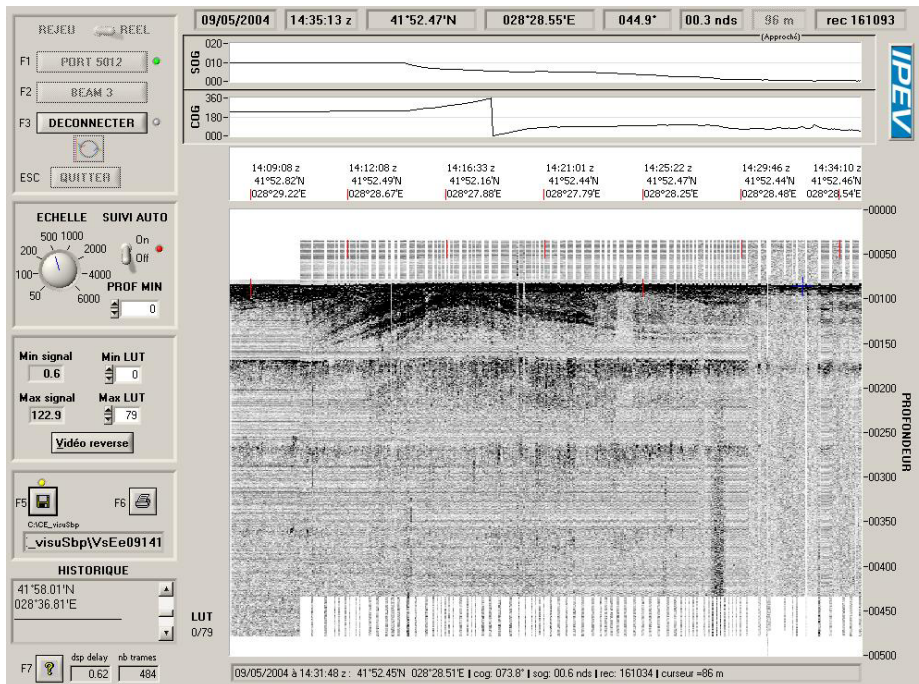 09/05/2004 14:35:13 z 41°52.47'N 028°28.55'E 044.9° 00.3 nds 96 m rec 161093
(Approché)
REJEU REEL
F1 PORT 5012
F2 BEAM 3
F3 DECONNECTER
ESC QUITTER
IPEV
SOG
020
010
000
COG
360
180
000
14:09:08 z 14:12:08 z 14:16:33 z 14:21:01 z 14:25:22 z 14:29:46 z 14:34:10 z
41°52.82'N 41°52.49'N 41°52.16'N 41°52.44'N 41°52.47'N 41°52.44'N 41°52.46'N
028°29.22'E 028°28.67'E 028°27.88'E 028°27.79'E 028°28.25'E 028°28.48'E 028°28.54'E
ECHELLE SUIVI AUTO
500 1000
200 2000
100 4000
50 6000
On
Off
PROF MIN
0
Min signal Min LUT
0.6 0
Max signal Max LUT
122.9 79
Vidéo reverse
F5 F6
C:\CE_visuSbp
:_visuSbp\VsEe09141
HISTORIQUE
41°58.01'N
028°36.81'E
F7 ?
dsp delay nb trames
0.62 484
LUT
0/79
00000
00050
00100
00150
00200
00250
00300
00350
00400
00450
00500
PROFONDEUR
09/05/2004 à 14:31:48 z : 41°52.45'N 028°28.51'E | cog: 073.8° | sog: 00.6 nds | rec: 161034 | curseur =86 m